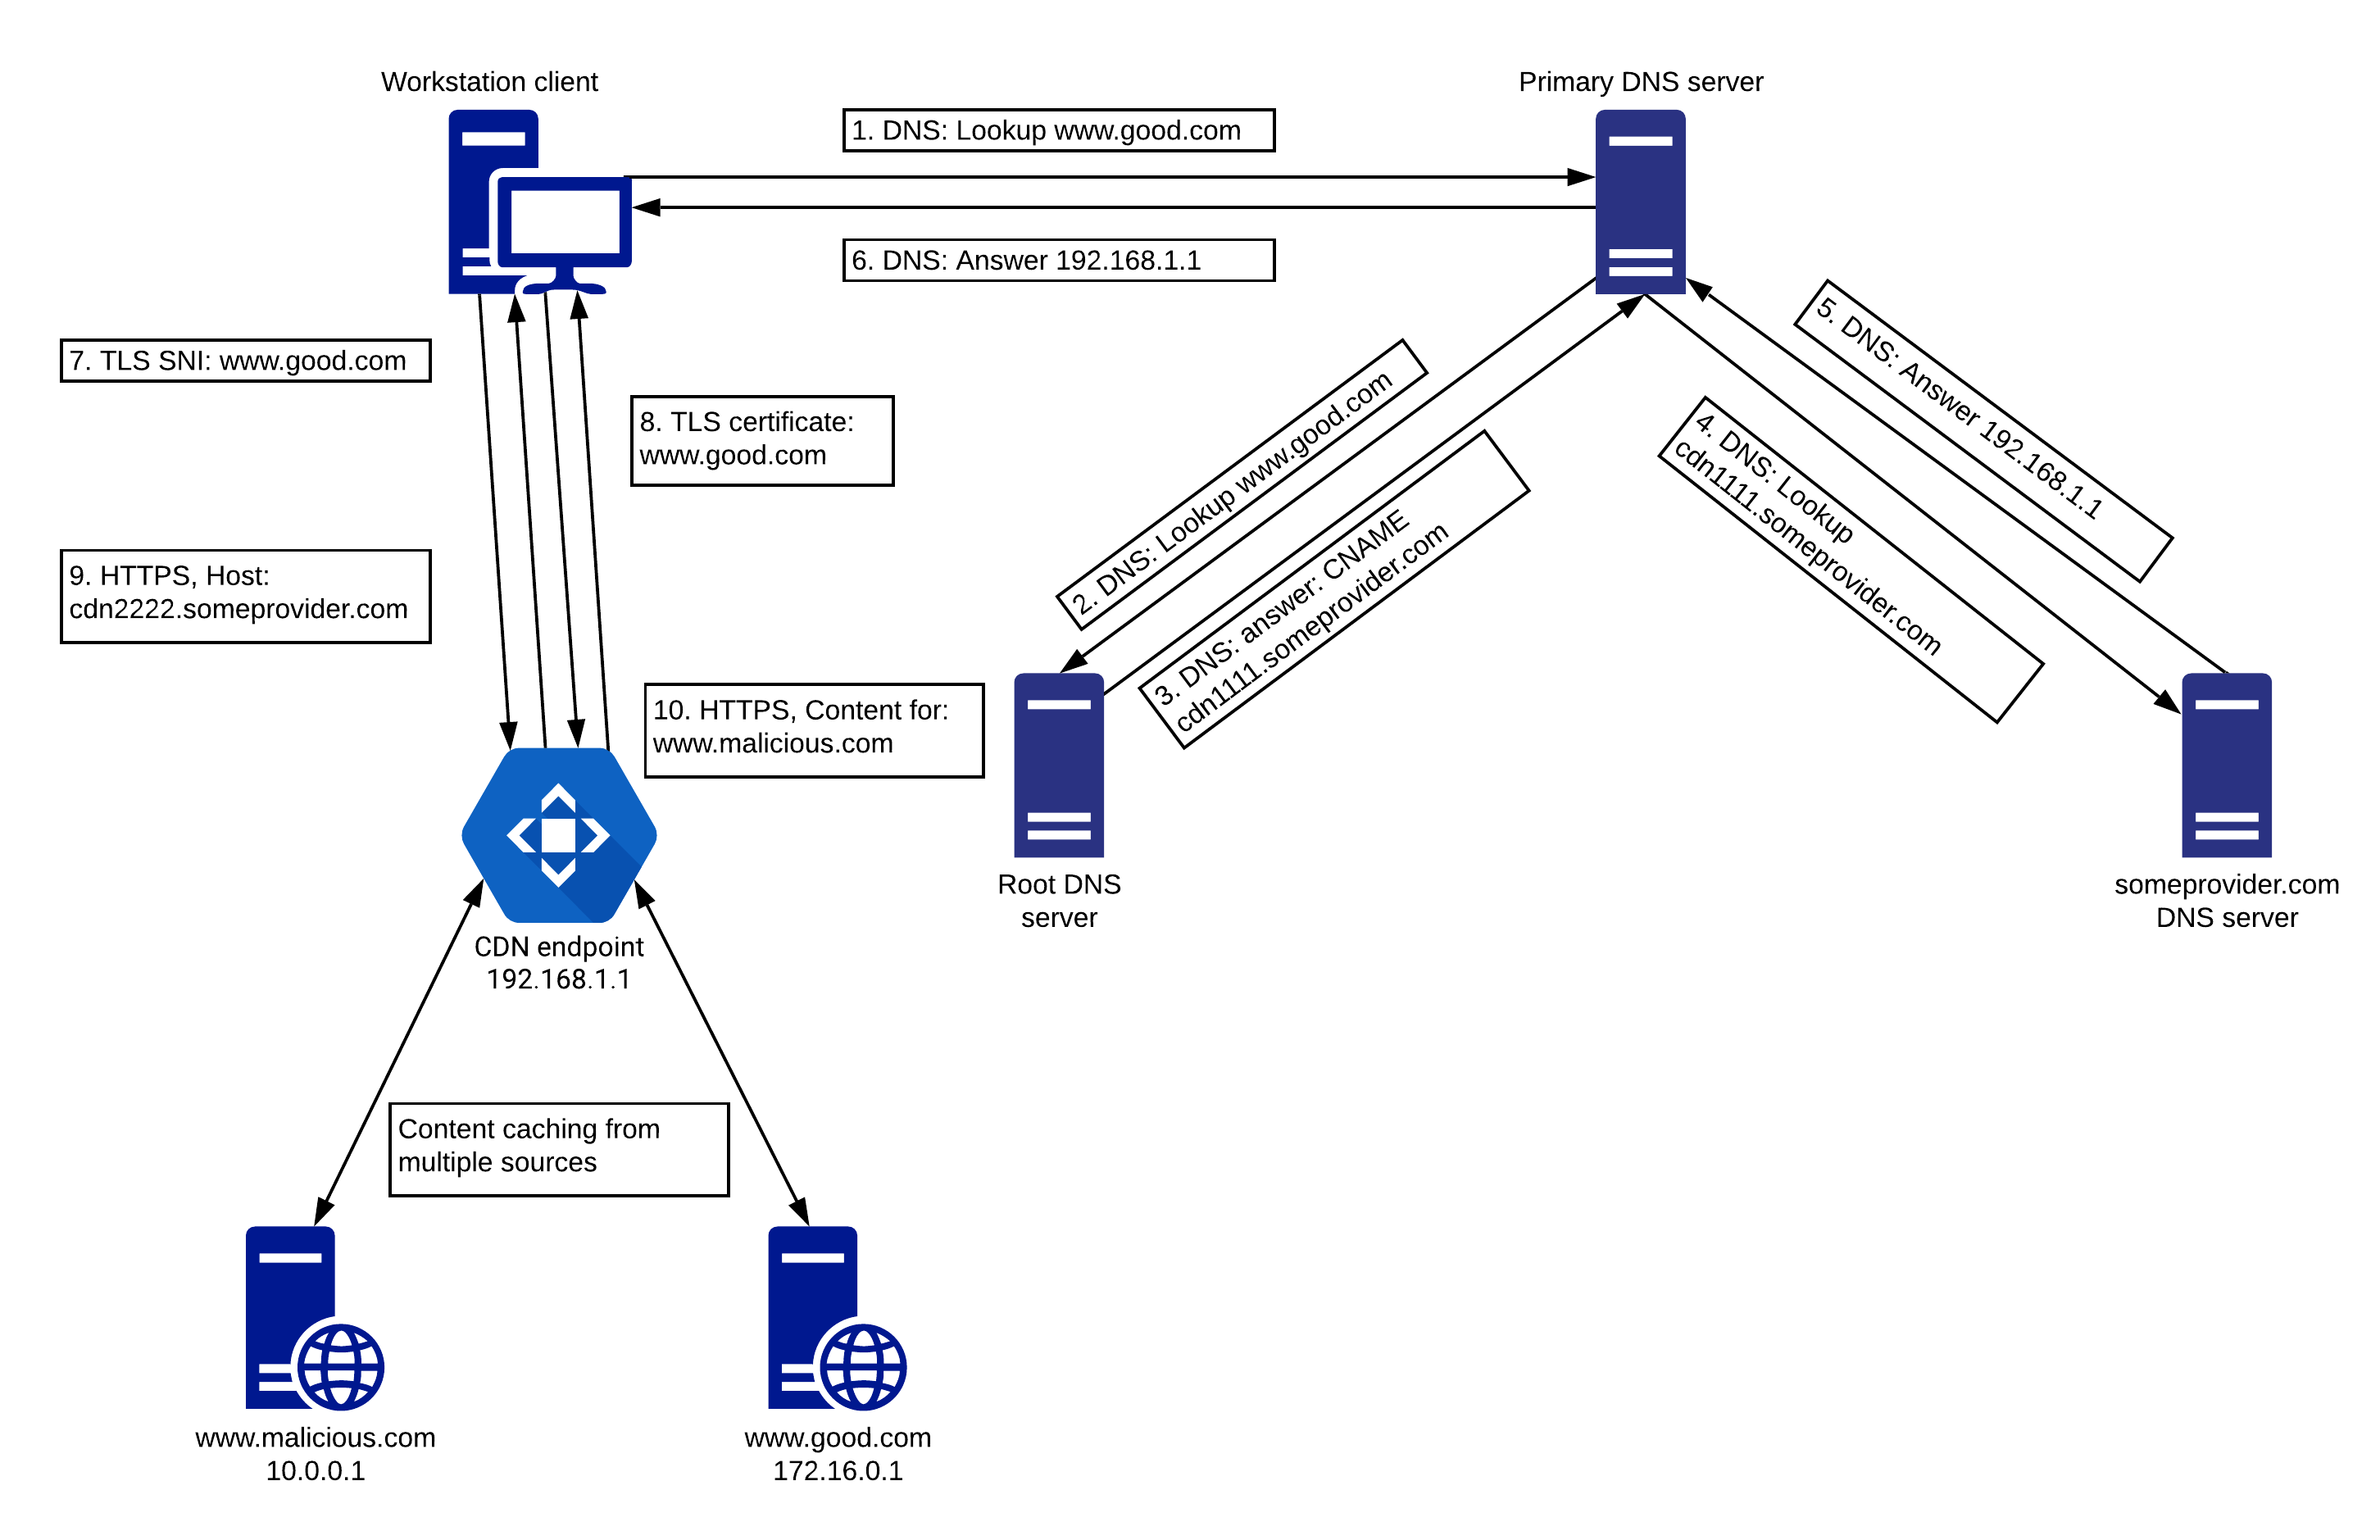 Workstation client
Primary DNS server
1. DNS: Lookup www.good.com
6. DNS: Answer 192.168.1.1
7. TLS SNI: www.good.com
8. TLS certificate:
www.good.com
9. HTTPS, Host:
cdn2222.someprovider.com
10. HTTPS, Content for:
www.malicious.com
2. DNS: Lookup www.good.com
3. DNS: answer: CNAME
cdn1111.someprovider.com
4. DNS: Lookup
cdn1111.someprovider.com
5. DNS: Answer 192.168.1.1
Root DNS
server
someprovider.com
DNS server
CDN endpoint
192.168.1.1
Content caching from
multiple sources
www.malicious.com
10.0.0.1
www.good.com
172.16.0.1